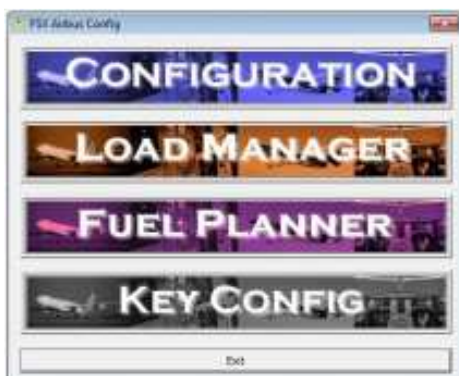 FSX Airbus Config
CONFIGURATION
LOAD MANAGER
FUEL PLANNER
KEY CONFIG
Exit